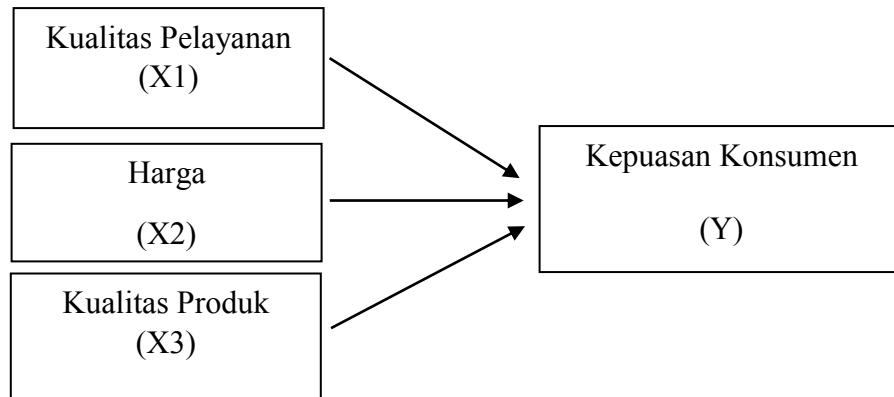 Kualitas Pelayanan
(X1)
Harga
(X2)
Kualitas Produk
(X3)
Kepuasan Konsumen
(Y)